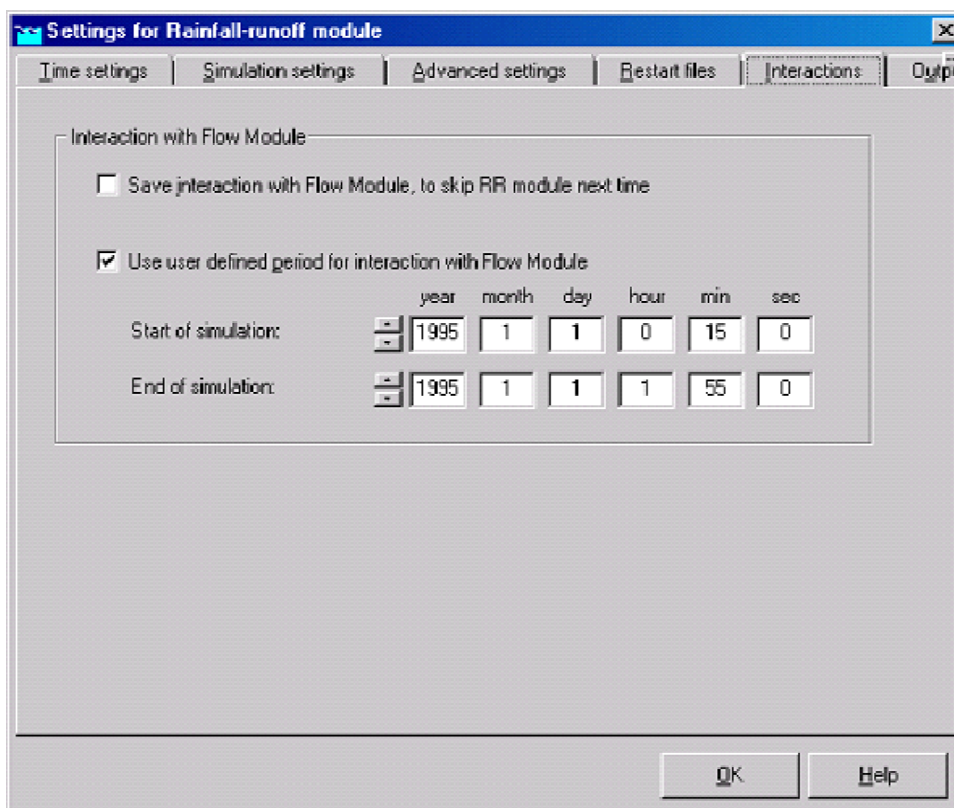 Settings for Rainfall-runoff module
Time settings Simulation settings Advanced settings Restart files Interactions Outp
Interaction with Flow Module
Save interaction with Flow Module, to skip RR module next time
Use user defined period for interaction with Flow Module
year month day hour min sec
Start of simulation: 1995 1 1 0 15 0
End of simulation: 1995 1 1 1 55 0
OK Help